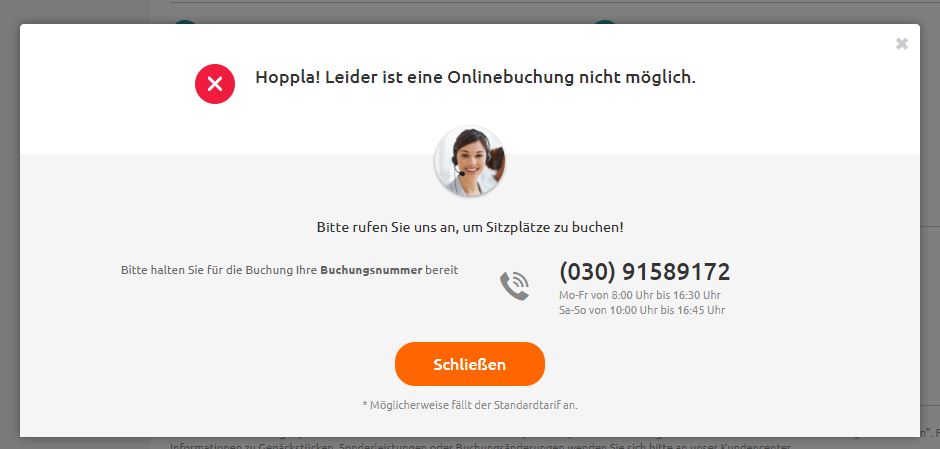 Hoppla! Leider ist eine Onlinebuchung nicht möglich.
Bitte rufen Sie uns an, um Sitzplätze zu buchen!
Bitte halten Sie für die Buchung Ihre Buchungsnummer bereit
(030) 91589172
Mo-Fr von 8:00 Uhr bis 16:30 Uhr
Sa-So von 10:00 Uhr bis 16:45 Uhr
Schließen
* Möglicherweise fällt der Standardtarif an.
Informationen zu Gepäckstücken, Sonderleistungen oder Buchungsänderungen wenden Sie sich bitte an unser Kundencenter.